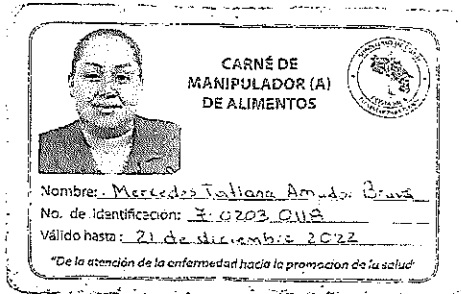 CARNÉ DE
MANIPULADOR (A)
DE ALIMENTOS
Nombre: Mercedes Tatiana Amador
No. de Identificación: 7-0203 0118
Válido hasta: 21 de diciembre 2022
"De la atención de la enfermedad hacia la promoción de la salud"